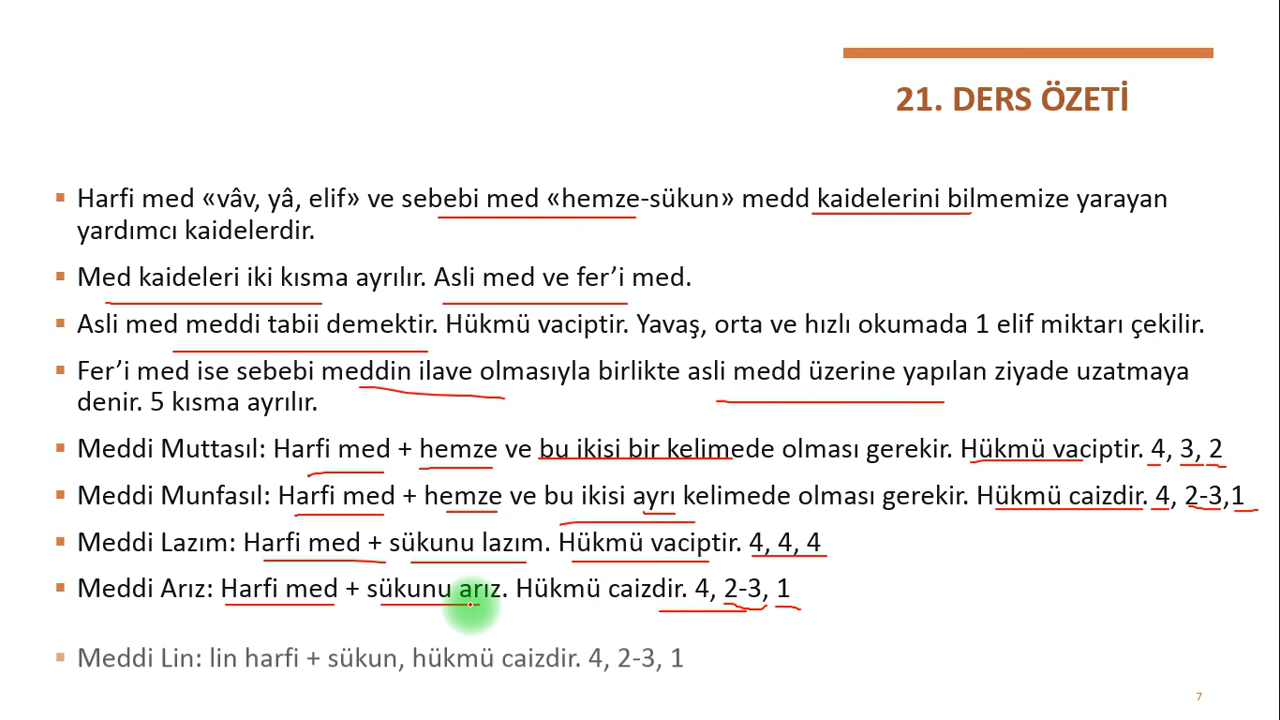 21. DERS ÖZETİ
▪ Harfi med «vâv, yâ, elif» ve sebebi med «hemze-sükun» medd kaidelerini bilmemize yarayan
yardımcı kaidelerdir.
▪ Med kaideleri iki kısma ayrılır. Asli med ve fer’i med.
▪ Asli med meddi tabii demektir. Hükmü vaciptir. Yavaş, orta ve hızlı okumada 1 elif miktarı çekilir.
▪ Fer’i med ise sebebi meddin ilave olmasıyla birlikte asli medd üzerine yapılan ziyade uzatmaya
denir. 5 kısma ayrılır.
▪ Meddi Muttasıl: Harfi med + hemze ve bu ikisi bir kelimede olması gerekir. Hükmü vaciptir. 4, 3, 2
▪ Meddi Munfasıl: Harfi med + hemze ve bu ikisi ayrı kelimede olması gerekir. Hükmü caizdir. 4, 2-3,1
▪ Meddi Lazım: Harfi med + sükunu lazım. Hükmü vaciptir. 4, 4, 4
▪ Meddi Arız: Harfi med + sükunu arız. Hükmü caizdir. 4, 2-3, 1
▪ Meddi Lin: lin harfi + sükun, hükmü caizdir. 4, 2-3, 1
7